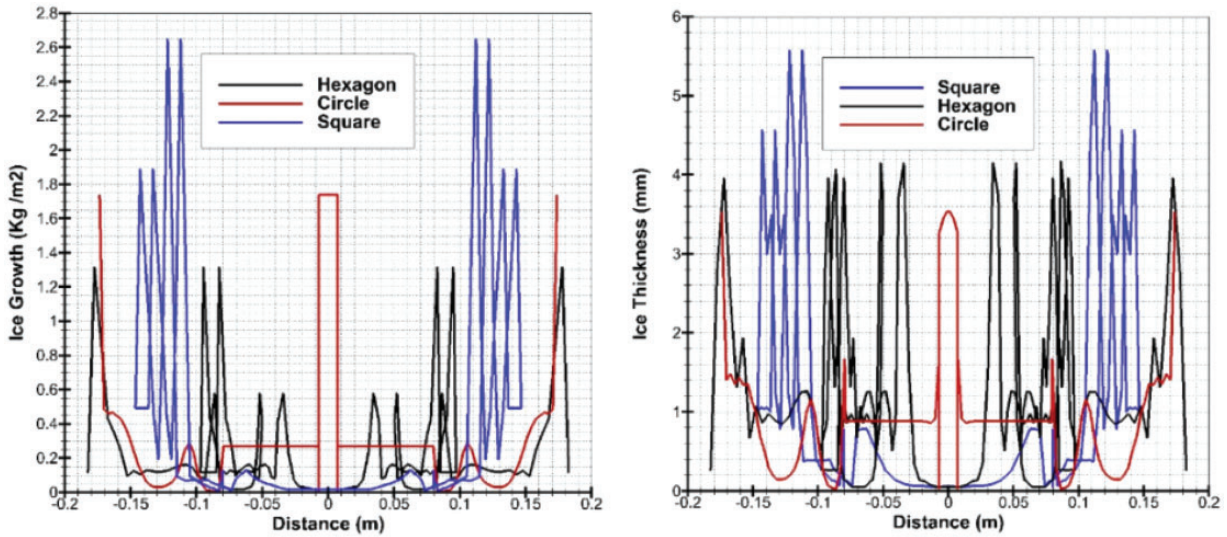 Ice Growth (Kg /m2)
2.8
2.6
2.4
2.2
2
1.8
1.6
1.4
1.2
1
0.8
0.6
0.4
0.2
0
Hexagon
Circle
Square
-0.2 -0.15 -0.1 -0.05 0 0.05 0.1 0.15 0.2
Distance (m)
Ice Thickness (mm)
6
5
4
3
2
1
0
Square
Hexagon
Circle
-0.2 -0.15 -0.1 -0.05 0 0.05 0.1 0.15 0.2
Distance (m)